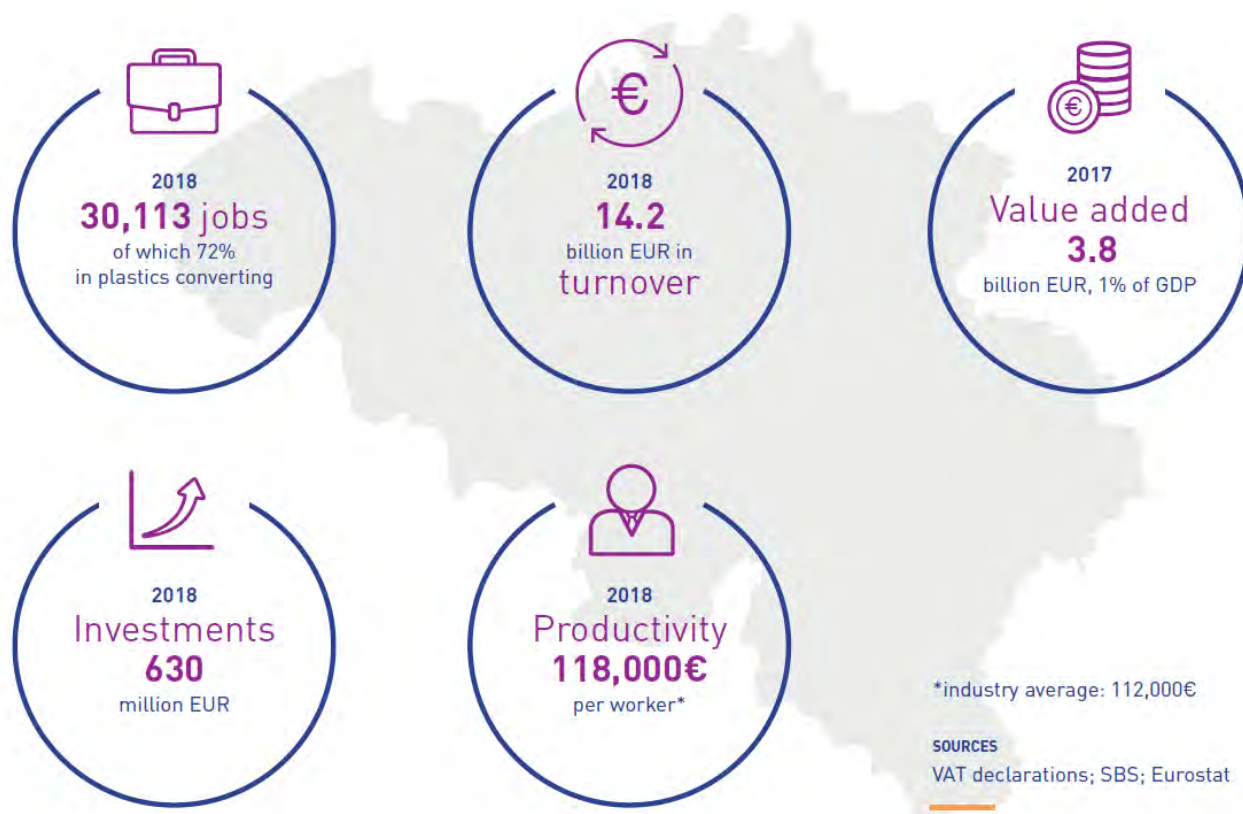 2018
30,113 jobs
of which 72%
in plastics converting
€
2018
14.2
billion EUR in
turnover
€
2017
Value added
3.8
billion EUR, 1% of GDP
2018
Investments
630
million EUR
2018
Productivity
118,000€
per worker*
*industry average: 112,000€
SOURCES
VAT declarations; SBS; Eurostat